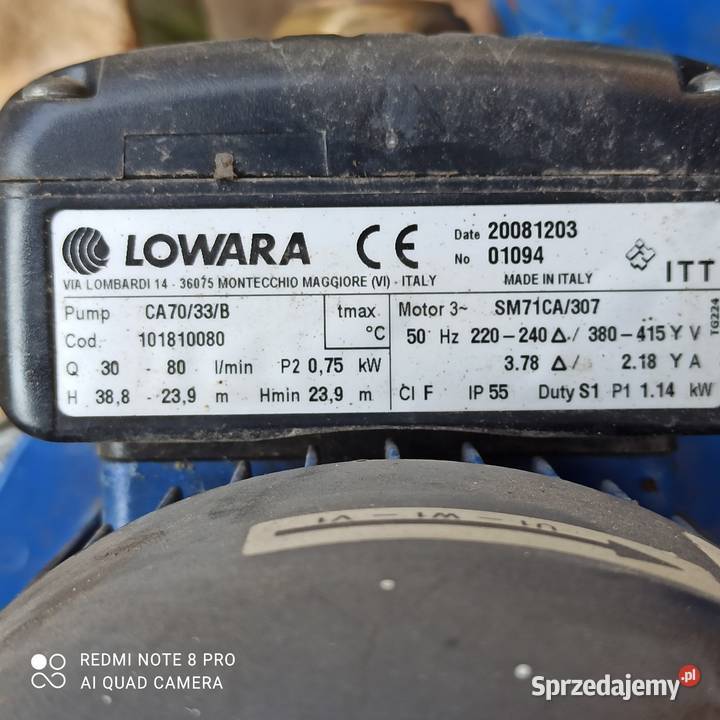 LOWARA CE Date 20081203
No 01094
ITT
VIA LOMBARDI 14 - 36075 MONTECCHIO MAGGIORE (VI) - ITALY MADE IN ITALY
Pump CA70/33/B tmax °C
Cod. 101810080
Q 30 - 80 l/min P2 0,75 kW
H 38,8 - 23,9 m Hmin 23,9 m
Motor 3~ SM71CA/307
50 Hz 220-240 Δ / 380-415 Y V
3.78 Δ / 2.18 Y A
Cl F IP 55 Duty S1 P1 1.14 kW
TG224
U1 - W1 - V1
REDMI NOTE 8 PRO
AI QUAD CAMERA
Sprzedajemy.pl